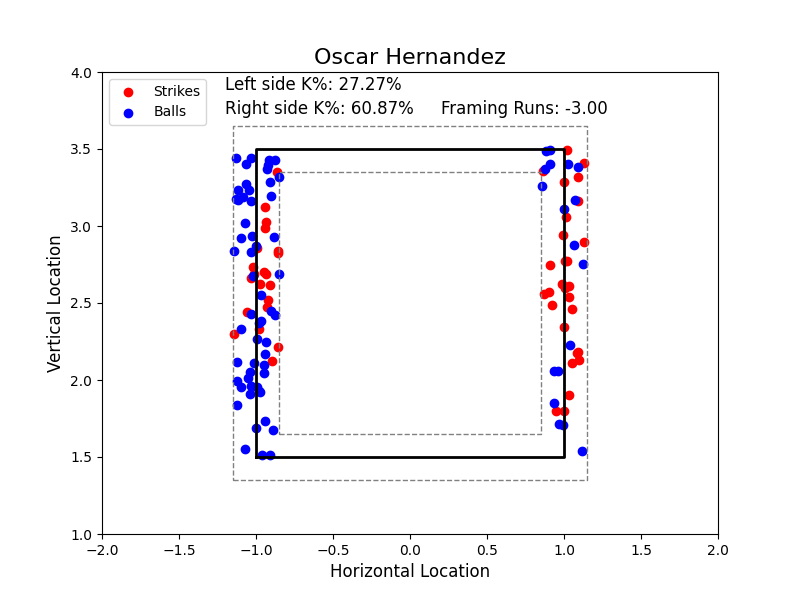 Oscar Hernandez
Strikes
Balls
Left side K%: 27.27%
Right side K%: 60.87% Framing Runs: -3.00
4.0
3.5
3.0
2.5
2.0
1.5
1.0
Vertical Location
−2.0 −1.5 −1.0 −0.5 0.0 0.5 1.0 1.5 2.0
Horizontal Location